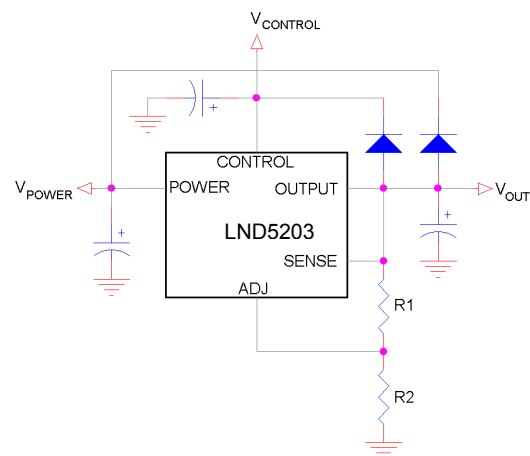 VCONTROL
+
CONTROL
VPOWER
POWER
OUTPUT
VOUT
+
+
LND5203
SENSE
ADJ
R1
R2